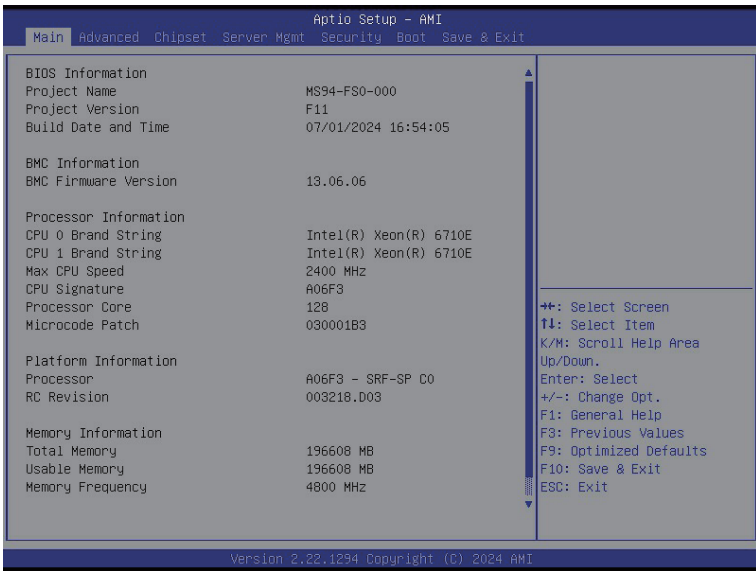 Aptio Setup – AMI
Main Advanced Chipset Server Mgmt Security Boot Save & Exit
BIOS Information
Project Name MS94-FS0-000
Project Version F11
Build Date and Time 07/01/2024 16:54:05
BMC Information
BMC Firmware Version 13.06.06
Processor Information
CPU 0 Brand String Intel(R) Xeon(R) 6710E
CPU 1 Brand String Intel(R) Xeon(R) 6710E
Max CPU Speed 2400 MHz
CPU Signature A06F3
Processor Core 128
Microcode Patch 030001B3
Platform Information
Processor A06F3 - SRF-SP C0
RC Revision 003218.D03
Memory Information
Total Memory 196608 MB
Usable Memory 196608 MB
Memory Frequency 4800 MHz
→←: Select Screen
↑↓: Select Item
K/M: Scroll Help Area
Up/Down.
Enter: Select
+/-: Change Opt.
F1: General Help
F3: Previous Values
F9: Optimized Defaults
F10: Save & Exit
ESC: Exit
Version 2.22.1294 Copyright (C) 2024 AMI